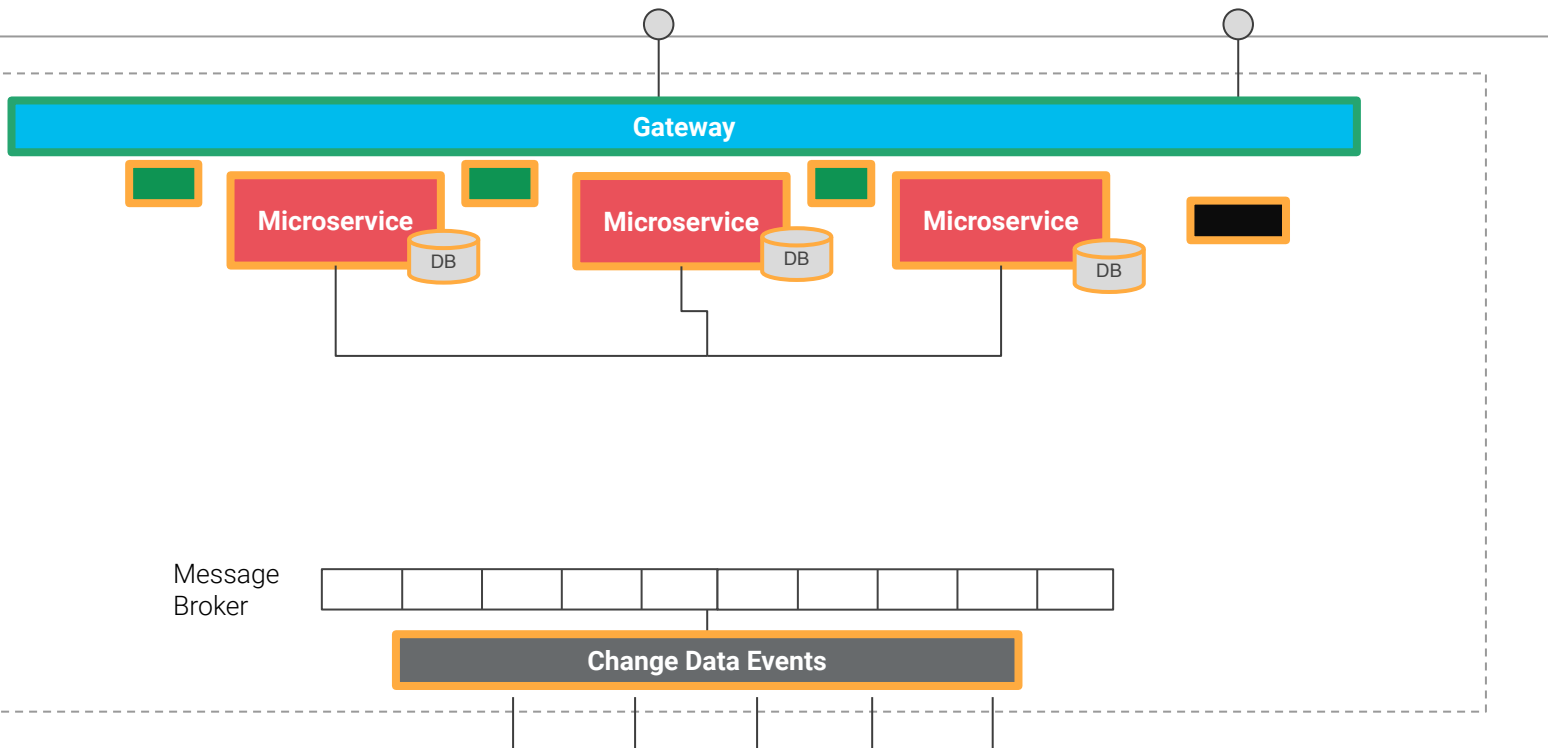 Gateway
Microservice
Microservice
Microservice
DB
DB
DB
Message
Broker
Change Data Events